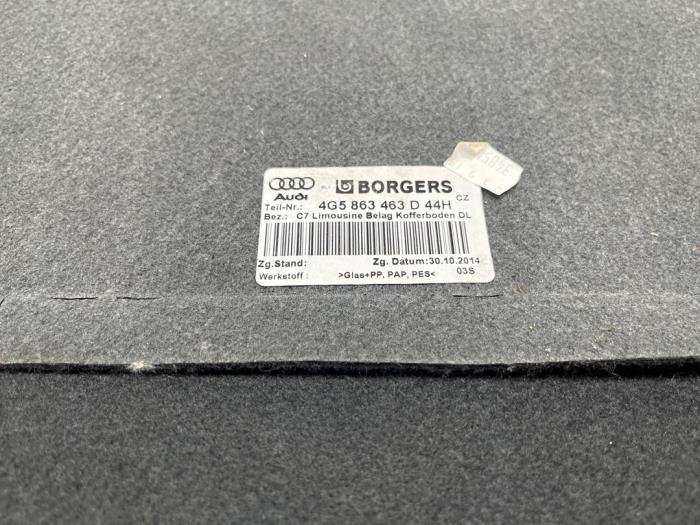 Audi BORGERS
Teil-Nr.: 4G5 863 463 D 44H CZ
Bez.: C7 Limousine Belag Kofferboden DL
Zg.Stand: Zg. Datum:30.10.2014
Werkstoff: >Glas+PP, PAP, PES< 03S